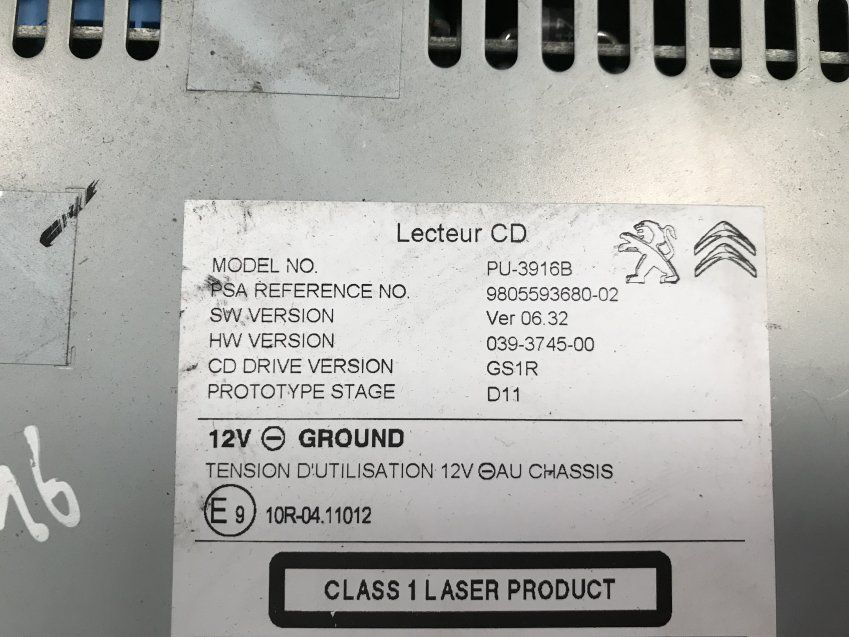 Lecteur CD
MODEL NO. PU-3916B
PSA REFERENCE NO. 9805593680-02
SW VERSION Ver 06.32
HW VERSION 039-3745-00
CD DRIVE VERSION GS1R
PROTOTYPE STAGE D11
12V ⊖ GROUND
TENSION D'UTILISATION 12V ⊖AU CHASSIS
E 9 10R-04.11012
CLASS 1 LASER PRODUCT